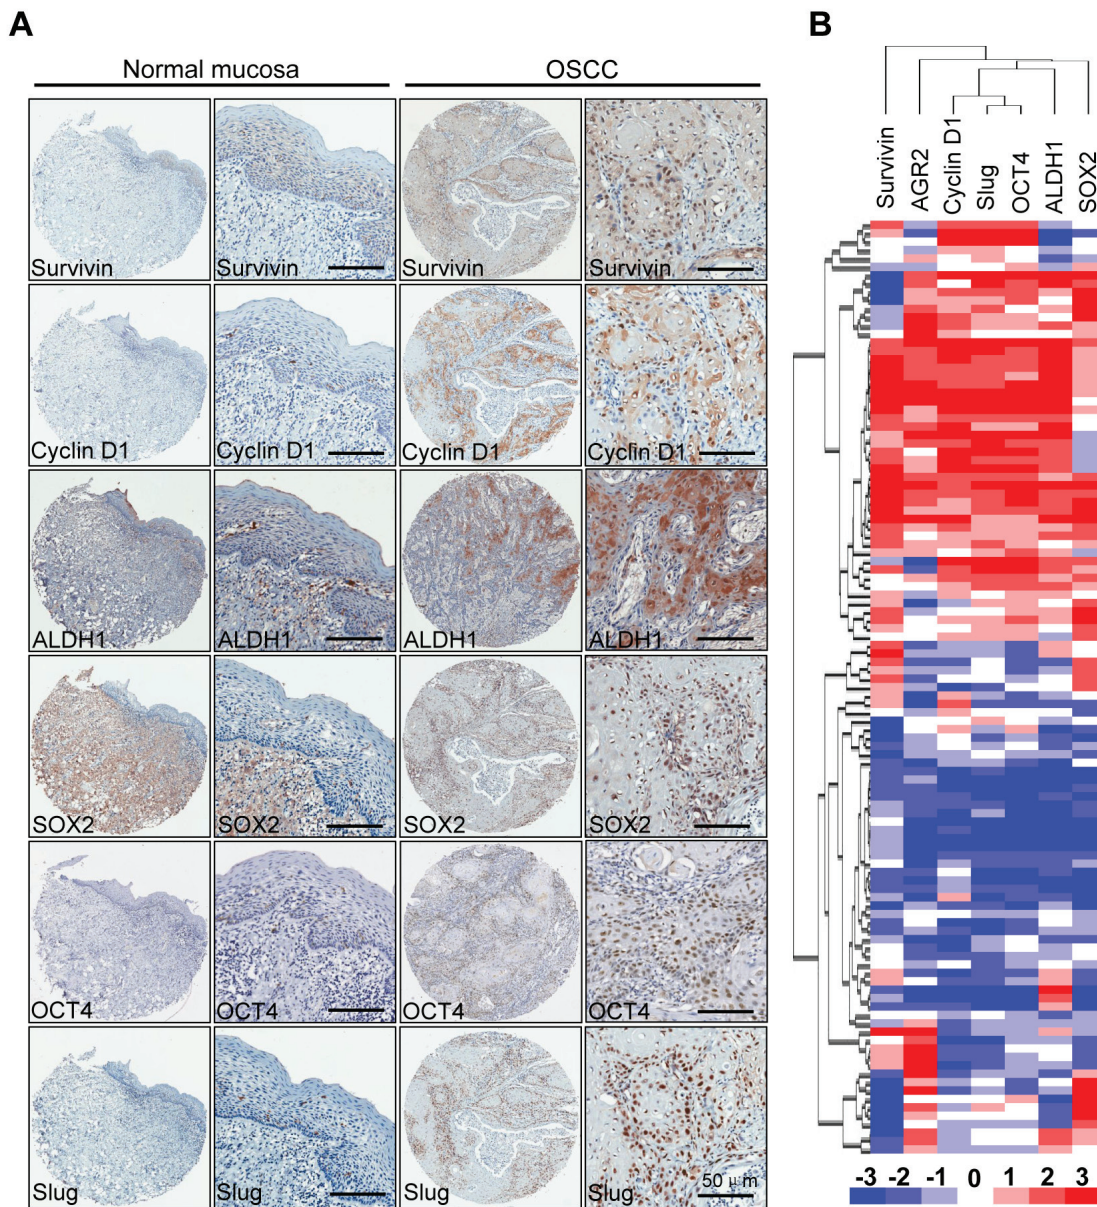 A
B
Normal mucosa
OSCC
Survivin
Survivin
Survivin
Survivin
Cyclin D1
Cyclin D1
Cyclin D1
Cyclin D1
ALDH1
ALDH1
ALDH1
ALDH1
SOX2
SOX2
SOX2
SOX2
OCT4
OCT4
OCT4
OCT4
Slug
Slug
Slug
Slug
50 μm
Survivin
AGR2
Cyclin D1
Slug
OCT4
ALDH1
SOX2
-3 -2 -1 0 1 2 3